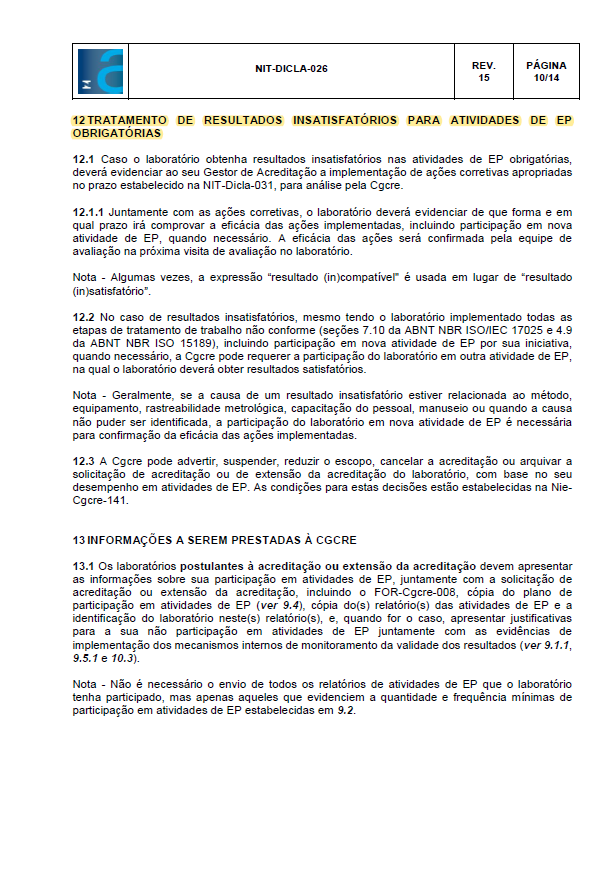 NIT-DICLA-026
REV.
15
PÁGINA
10/14
12 TRATAMENTO DE RESULTADOS INSATISFATÓRIOS PARA ATIVIDADES DE EP
OBRIGATÓRIAS
12.1 Caso o laboratório obtenha resultados insatisfatórios nas atividades de EP obrigatórias,
deverá evidenciar ao seu Gestor de Acreditação a implementação de ações corretivas apropriadas
no prazo estabelecido na NIT-Dicla-031, para análise pela Cgcre.
12.1.1 Juntamente com as ações corretivas, o laboratório deverá evidenciar de que forma e em
qual prazo irá comprovar a eficácia das ações implementadas, incluindo participação em nova
atividade de EP, quando necessário. A eficácia das ações será confirmada pela equipe de
avaliação na próxima visita de avaliação no laboratório.
Nota - Algumas vezes, a expressão “resultado (in)compatível” é usada em lugar de “resultado
(in)satisfatório”.
12.2 No caso de resultados insatisfatórios, mesmo tendo o laboratório implementado todas as
etapas de tratamento de trabalho não conforme (seções 7.10 da ABNT NBR ISO/IEC 17025 e 4.9
da ABNT NBR ISO 15189), incluindo participação em nova atividade de EP por sua iniciativa,
quando necessário, a Cgcre pode requerer a participação do laboratório em outra atividade de EP,
na qual o laboratório deverá obter resultados satisfatórios.
Nota - Geralmente, se a causa de um resultado insatisfatório estiver relacionada ao método,
equipamento, rastreabilidade metrológica, capacitação do pessoal, manuseio ou quando a causa
não puder ser identificada, a participação do laboratório em nova atividade de EP é necessária
para confirmação da eficácia das ações implementadas.
12.3 A Cgcre pode advertir, suspender, reduzir o escopo, cancelar a acreditação ou arquivar a
solicitação de acreditação ou de extensão da acreditação do laboratório, com base no seu
desempenho em atividades de EP. As condições para estas decisões estão estabelecidas na Nie-
Cgcre-141.
13 INFORMAÇÕES A SEREM PRESTADAS À CGCRE
13.1 Os laboratórios postulantes à acreditação ou extensão da acreditação devem apresentar
as informações sobre sua participação em atividades de EP, juntamente com a solicitação de
acreditação ou extensão da acreditação, incluindo o FOR-Cgcre-008, cópia do plano de
participação em atividades de EP (ver 9.4), cópia do(s) relatório(s) das atividades de EP e a
identificação do laboratório neste(s) relatório(s), e, quando for o caso, apresentar justificativas
para a sua não participação em atividades de EP juntamente com as evidências de
implementação dos mecanismos internos de monitoramento da validade dos resultados (ver 9.1.1,
9.5.1 e 10.3).
Nota - Não é necessário o envio de todos os relatórios de atividades de EP que o laboratório
tenha participado, mas apenas aqueles que evidenciem a quantidade e frequência mínimas de
participação em atividades de EP estabelecidas em 9.2.